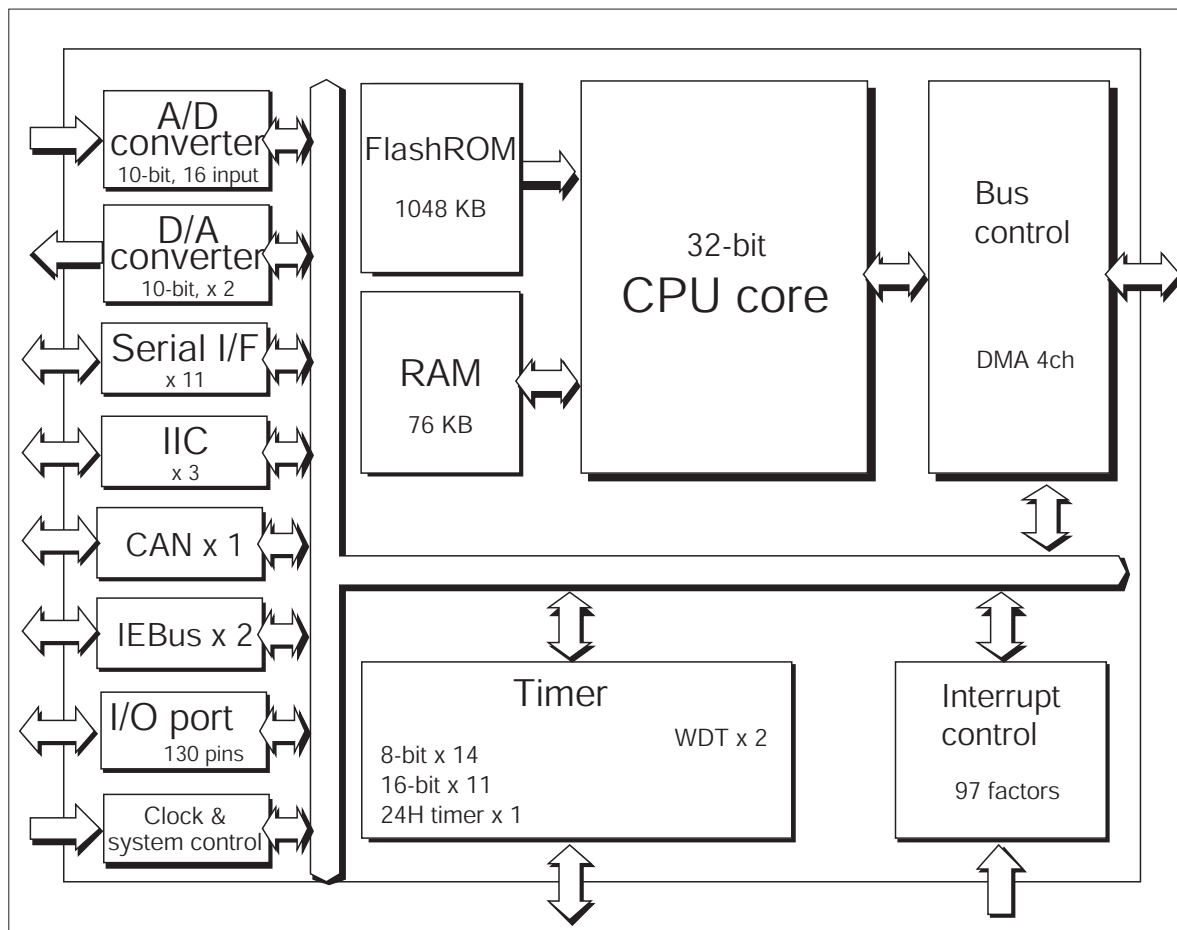 A/D
converter
10-bit, 16 input
D/A
converter
10-bit, x 2
Serial I/F
x 11
IIC
x 3
CAN x 1
IEBus x 2
I/O port
130 pins
Clock &
system control
FlashROM
1048 KB
RAM
76 KB
32-bit
CPU core
Bus
control
DMA 4ch
Timer
WDT x 2
8-bit x 14
16-bit x 11
24H timer x 1
Interrupt
control
97 factors